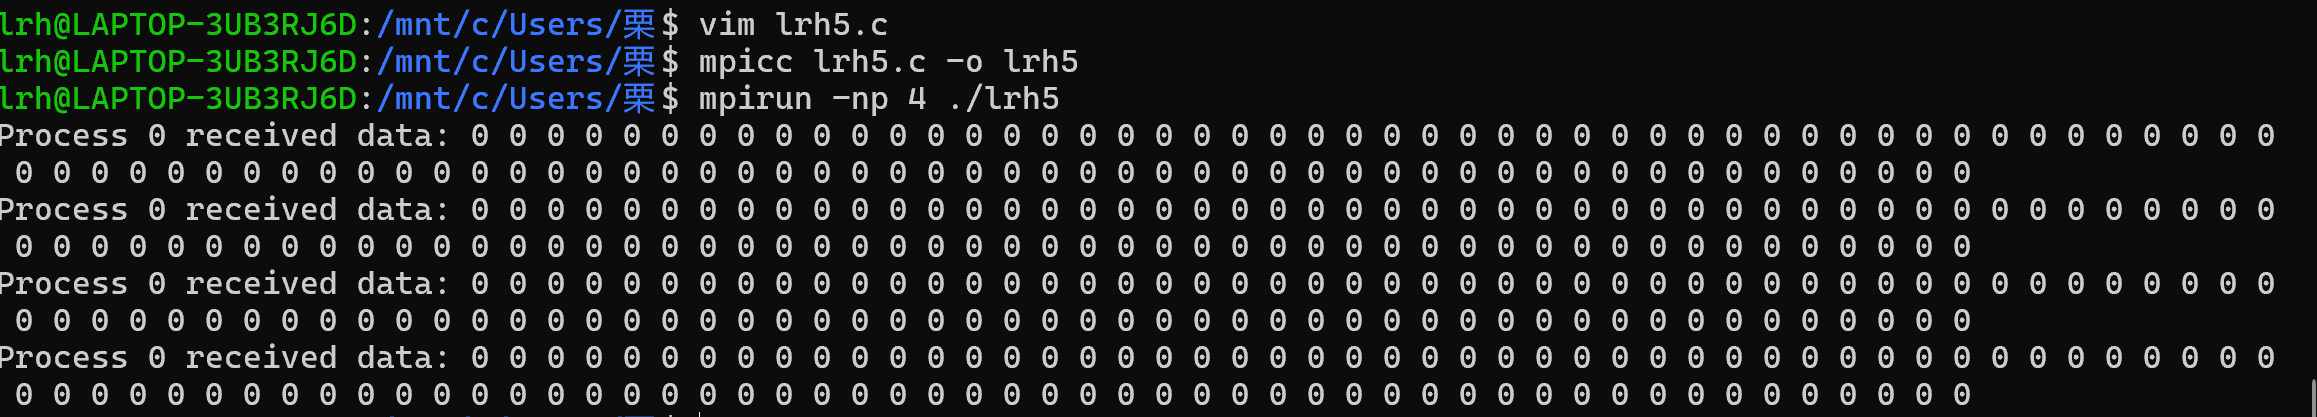 lrh@LAPTOP-3UB3RJ6D:/mnt/c/Users/栗$ vim lrh5.c
lrh@LAPTOP-3UB3RJ6D:/mnt/c/Users/栗$ mpicc lrh5.c -o lrh5
lrh@LAPTOP-3UB3RJ6D:/mnt/c/Users/栗$ mpirun -np 4 ./lrh5
Process 0 received data: 0 0 0 0 0 0 0 0 0 0 0 0 0 0 0 0 0 0 0 0 0 0 0 0 0 0 0 0 0 0 0 0 0 0 0 0 0 0 0 0 0 0 0 0 0 0 0 0
0 0 0 0 0 0 0 0 0 0 0 0 0 0 0 0 0 0 0 0 0 0 0 0 0 0 0 0 0 0 0 0 0 0 0 0 0 0 0 0 0 0 0 0 0 0 0 0 0 0 0 0
Process 0 received data: 0 0 0 0 0 0 0 0 0 0 0 0 0 0 0 0 0 0 0 0 0 0 0 0 0 0 0 0 0 0 0 0 0 0 0 0 0 0 0 0 0 0 0 0 0 0 0 0
0 0 0 0 0 0 0 0 0 0 0 0 0 0 0 0 0 0 0 0 0 0 0 0 0 0 0 0 0 0 0 0 0 0 0 0 0 0 0 0 0 0 0 0 0 0 0 0 0 0 0 0
Process 0 received data: 0 0 0 0 0 0 0 0 0 0 0 0 0 0 0 0 0 0 0 0 0 0 0 0 0 0 0 0 0 0 0 0 0 0 0 0 0 0 0 0 0 0 0 0 0 0 0 0
0 0 0 0 0 0 0 0 0 0 0 0 0 0 0 0 0 0 0 0 0 0 0 0 0 0 0 0 0 0 0 0 0 0 0 0 0 0 0 0 0 0 0 0 0 0 0 0 0 0 0 0
Process 0 received data: 0 0 0 0 0 0 0 0 0 0 0 0 0 0 0 0 0 0 0 0 0 0 0 0 0 0 0 0 0 0 0 0 0 0 0 0 0 0 0 0 0 0 0 0 0 0 0 0
0 0 0 0 0 0 0 0 0 0 0 0 0 0 0 0 0 0 0 0 0 0 0 0 0 0 0 0 0 0 0 0 0 0 0 0 0 0 0 0 0 0 0 0 0 0 0 0 0 0 0 0